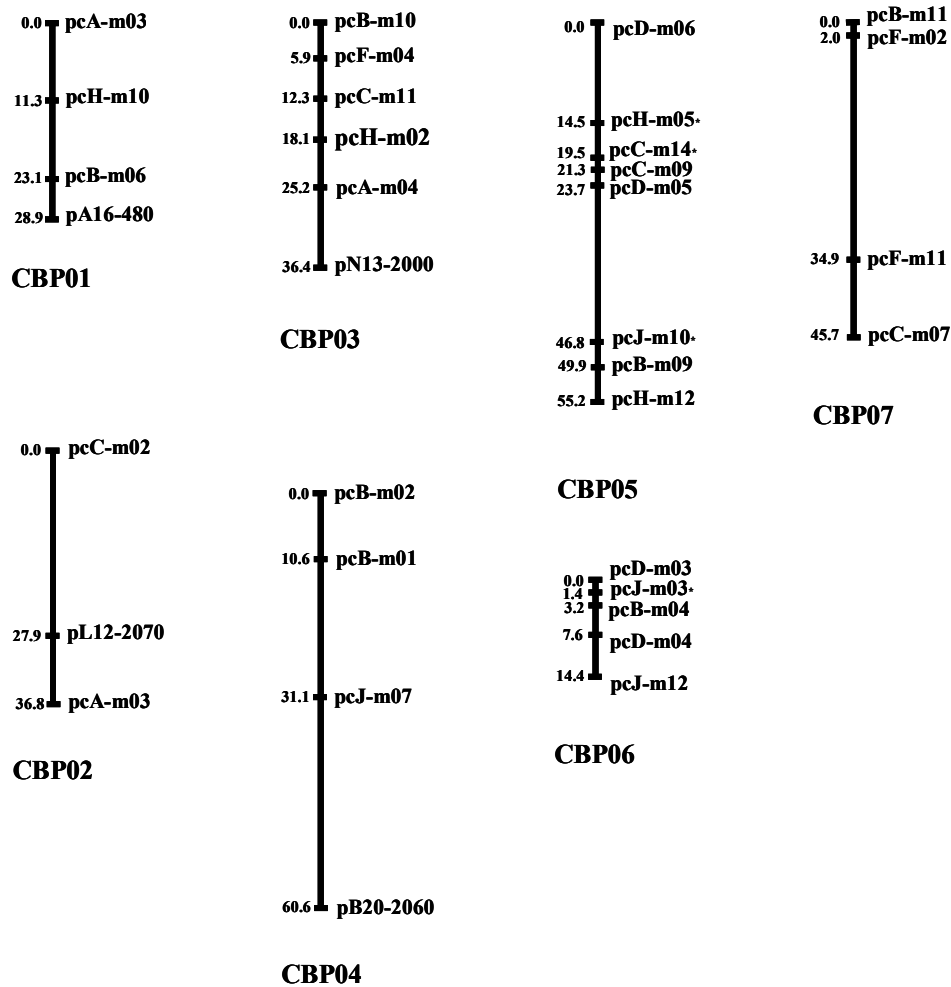 0.0 pcA-m03
11.3 pcH-m10
23.1 pcB-m06
28.9 pA16-480
CBP01
0.0 pcC-m02
27.9 pL12-2070
36.8 pcA-m03
CBP02
0.0 pcB-m10
5.9 pcF-m04
12.3 pcC-m11
18.1 pcH-m02
25.2 pcA-m04
36.4 pN13-2000
CBP03
0.0 pcB-m02
10.6 pcB-m01
31.1 pcJ-m07
60.6 pB20-2060
CBP04
0.0 pcD-m06
14.5 pcH-m05*
19.5 pcC-m14*
21.3 pcC-m09
23.7 pcD-m05
46.8 pcJ-m10*
49.9 pcB-m09
55.2 pcH-m12
CBP05
0.0 pcD-m03
1.4 pcJ-m03*
3.2 pcB-m04
7.6 pcD-m04
14.4 pcJ-m12
CBP06
0.0 pcB-m11
2.0 pcF-m02
34.9 pcF-m11
45.7 pcC-m07
CBP07